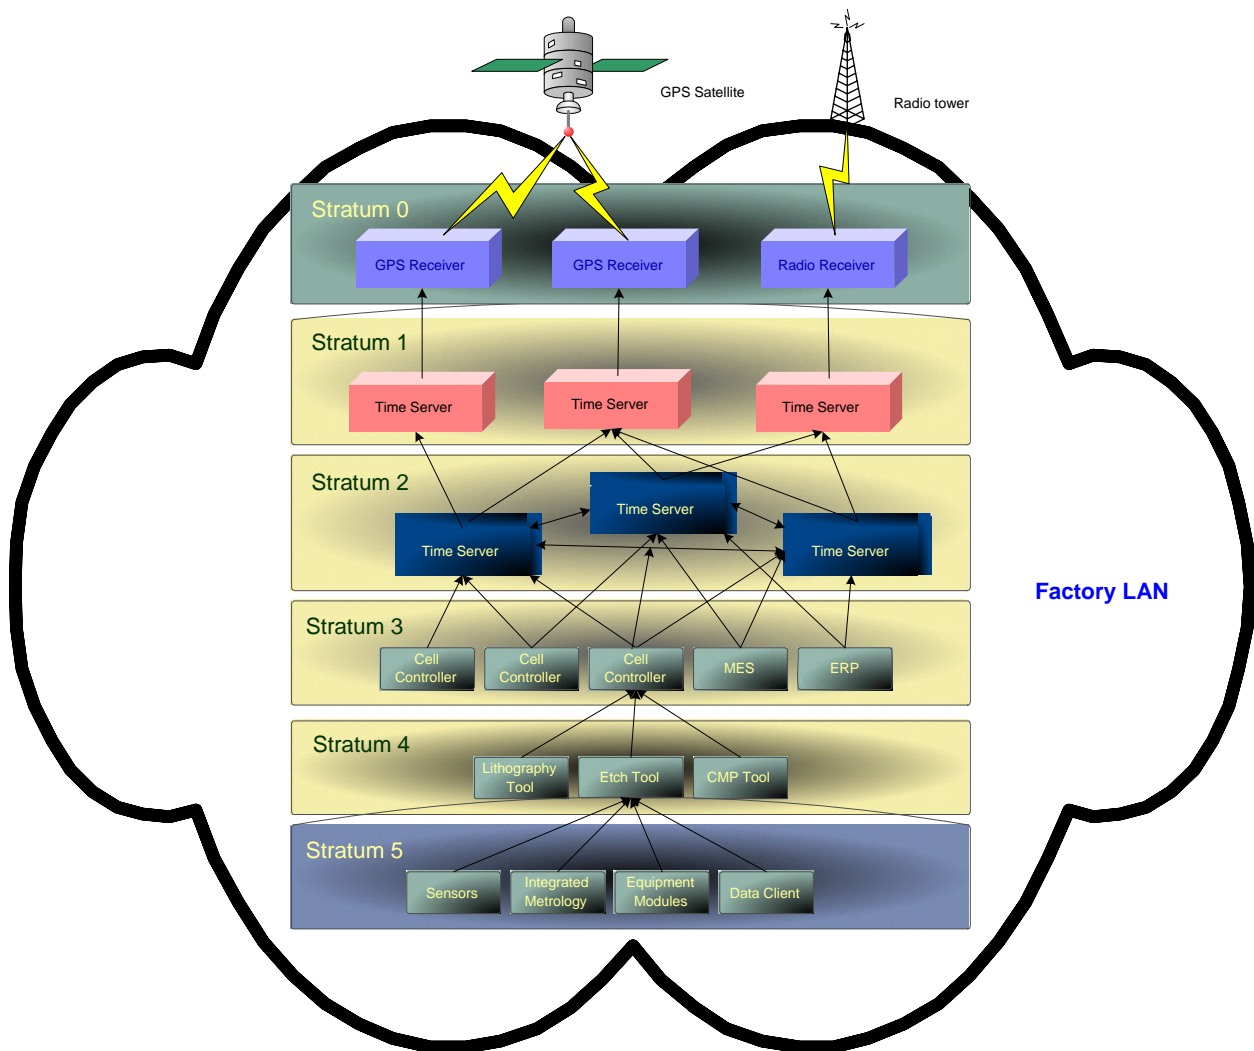 GPS Satellite
Radio tower
Stratum 0
GPS Receiver
GPS Receiver
Radio Receiver
Stratum 1
Time Server
Time Server
Time Server
Stratum 2
Time Server
Time Server
Time Server
Factory LAN
Stratum 3
Cell
Controller
Cell
Controller
Cell
Controller
MES
ERP
Stratum 4
Lithography
Tool
Etch Tool
CMP Tool
Stratum 5
Sensors
Integrated
Metrology
Equipment
Modules
Data Client